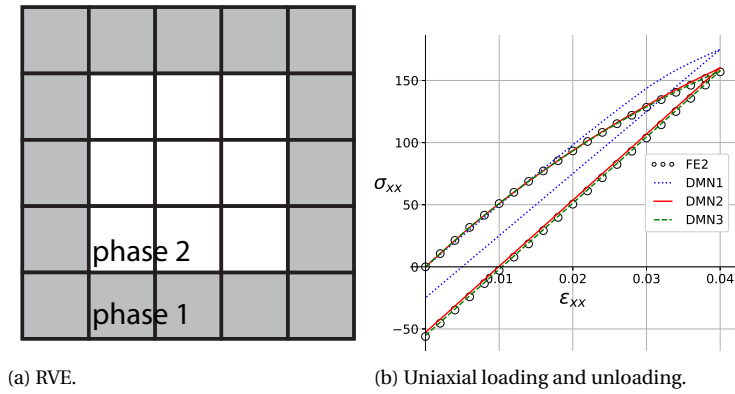 phase 2
phase 1
(a) RVE.
150
100
50
0
−50
0.01
0.02
0.03
0.04
σxx
εxx
FE2
DMN1
DMN2
DMN3
(b) Uniaxial loading and unloading.